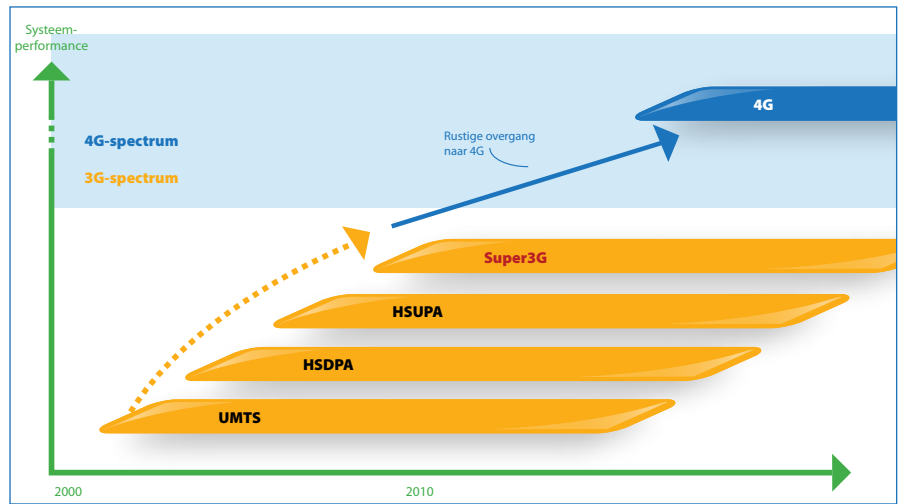 Systeem-
performance
4G
4G-spectrum
Rustige overgang
naar 4G
3G-spectrum
Super3G
HSUPA
HSDPA
UMTS
2000
2010